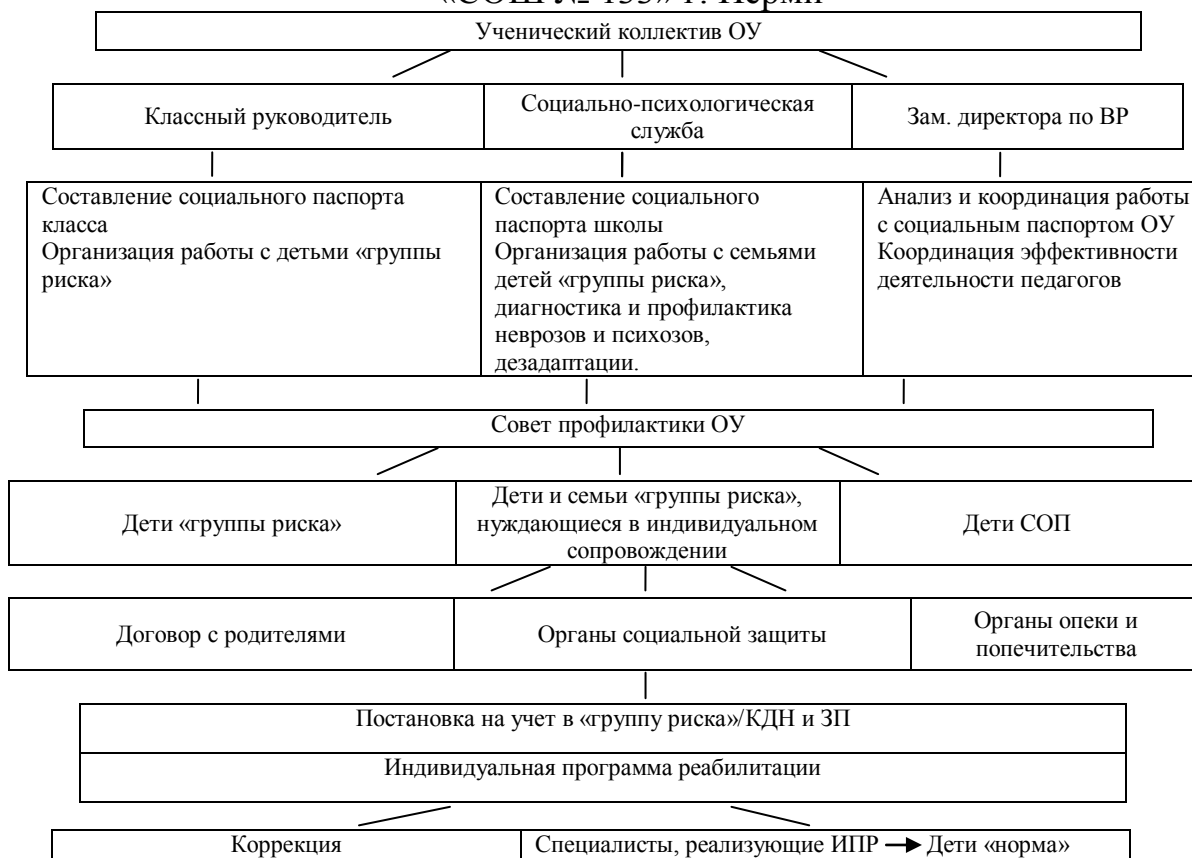 «СОШ № 133» г. Перми
Ученический коллектив ОУ
Классный руководитель
Социально-психологическая
служба
Зам. директора по ВР
Составление социального паспорта
класса
Организация работы с детьми «группы
риска»
Составление социального
паспорта школы
Организация работы с семьями
детей «группы риска»,
диагностика и профилактика
неврозов и психозов,
дезадаптации.
Анализ и координация работы
с социальным паспортом ОУ
Координация эффективности
деятельности педагогов
Совет профилактики ОУ
Дети «группы риска»
Дети и семьи «группы риска»,
нуждающиеся в индивидуальном
сопровождении
Дети СОП
Договор с родителями
Органы социальной защиты
Органы опеки и
попечительства
Постановка на учет в «группу риска»/КДН и ЗП
Индивидуальная программа реабилитации
Коррекция
Специалисты, реализующие ИПР → Дети «норма»